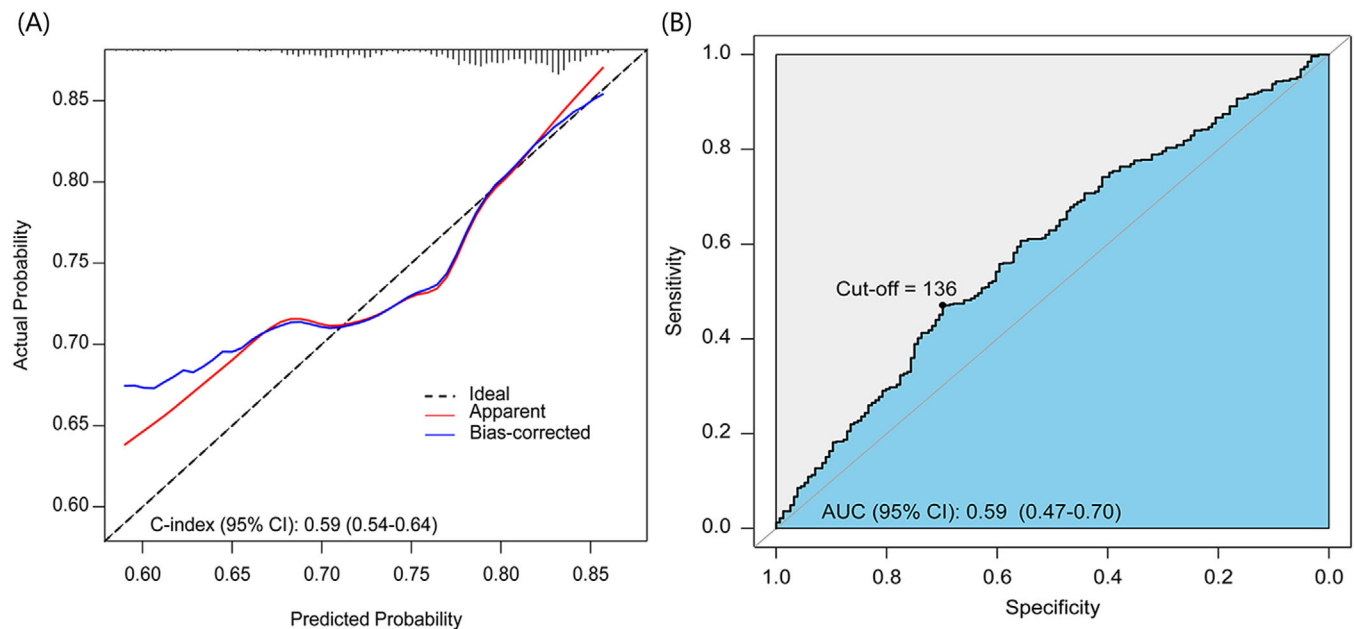 (A)
0.85
0.80
0.75
0.70
0.65
0.60
Actual Probability
Ideal
Apparent
Bias-corrected
C-index (95% CI): 0.59 (0.54-0.64)
0.60 0.65 0.70 0.75 0.80 0.85
Predicted Probability
(B)
1.0
0.8
0.6
0.4
0.2
0.0
Sensitivity
Cut-off = 136
AUC (95% CI): 0.59 (0.47-0.70)
1.0 0.8 0.6 0.4 0.2 0.0
Specificity